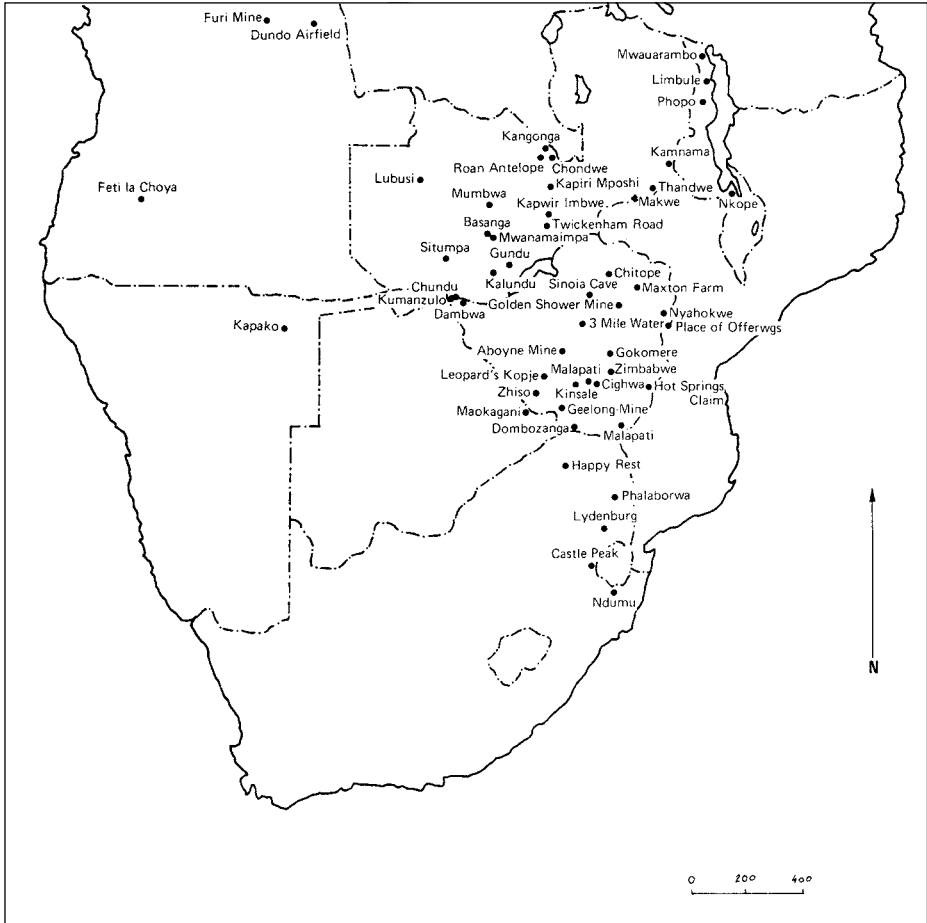 Furi Mine
Dundo Airfield
Mwauarambo
Limbule
Phopo
Kangonga
Roan Antelope
Chondwe
Kamnama
Lubusi
Kapiri Mposhi
Thandwe
Feti la Choya
Mumbwa
Kapwir Imbwe
Makwe
Nkope
Basanga
Twickenham Road
Mwanamaimpa
Situmpa
Gundu
Chitope
Kalundu
Sinoia Cave
Maxton Farm
Chundu
Kumanzulo
Golden Shower Mine
Dambwa
Nyahokwe
Kapako
3 Mile Water
Place of Offerwgs
Aboyne Mine
Gokomere
Malapati
Zimbabwe
Leopard's Kopje
Cighwa
Hot Springs
Claim
Zhiso
Kinsale
Maokagani
Geelong Mine
Dombozanga
Malapati
Happy Rest
Phalaborwa
Lydenburg
Castle Peak
Ndumu
N
0 200 400